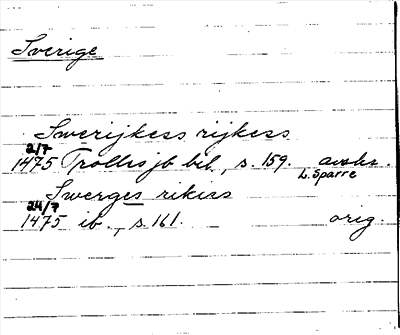 Sverige
Swerijkess rijkess
2/7
1475 Trolles jb bil., s. 159. avskr.
L. Sparre
Swerges rikess
24/7
1475 ib., s. 161. orig.